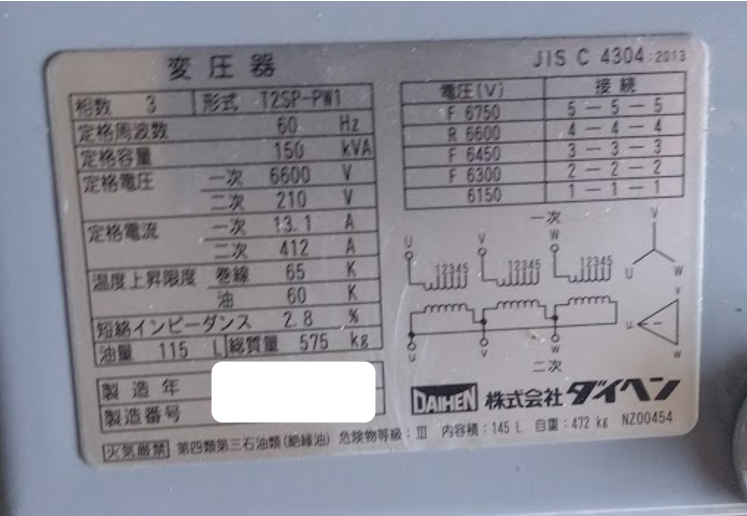 変圧器
JIS C 4304:2013
相数 3 形式 T2SP-PW1
定格周波数 60 Hz
定格容量 150 kVA
定格電圧 一次 6600 V
二次 210 V
定格電流 一次 13.1 A
二次 412 A
温度上昇限度 巻線 65 K
油 60 K
短絡インピーダンス 2.8 %
油量 115 L 総質量 575 kg
製造年
製造番号
電圧(V) 接続
F 6750 5-5-5
R 6600 4-4-4
F 6450 3-3-3
F 6300 2-2-2
6150 1-1-1
一次
U V W V
12345 12345 12345
U W
v
u
w
u v w
二次
DAIHEN 株式会社ダイヘン
火気厳禁 第四類第三石油類(絶縁油) 危険物等級:III 内容積:145 L 自重:472 kg NZ00454